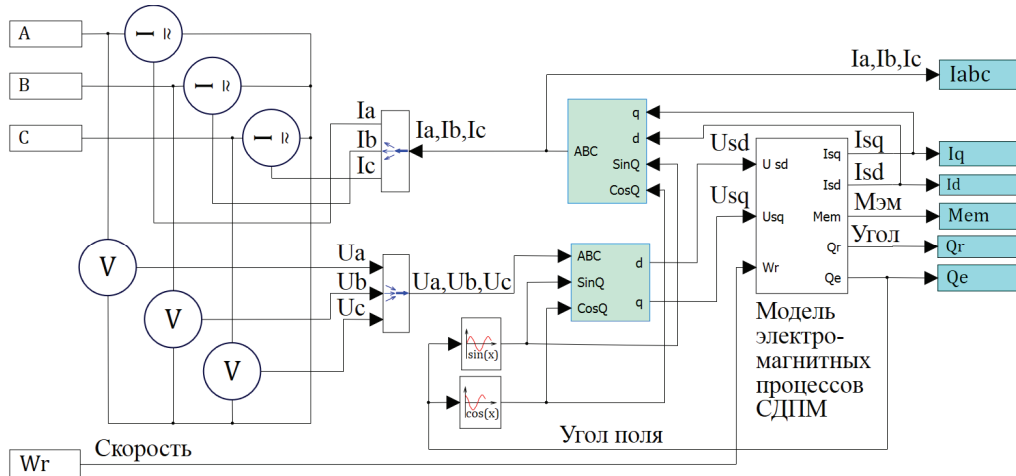 A
I ≈
B
I ≈
C
I ≈
Ia
Ib
Ic
Ia,Ib,Ic
ABC
q
d
SinQ
CosQ
Ia,Ib,Ic
Iabc
Usd
Usq
U sd
Usq
Wr
Isq
Isd
Mem
Qr
Qe
Isq
Isd
Мэм
Угол
Iq
Id
Mem
Qr
Qe
V
V
V
Ua
Ub
Uc
Ua,Ub,Uc
ABC
SinQ
CosQ
d
q
sin(x)
cos(x)
Модель
электро-
магнитных
процессов
СДПМ
Угол поля
Скорость
Wr